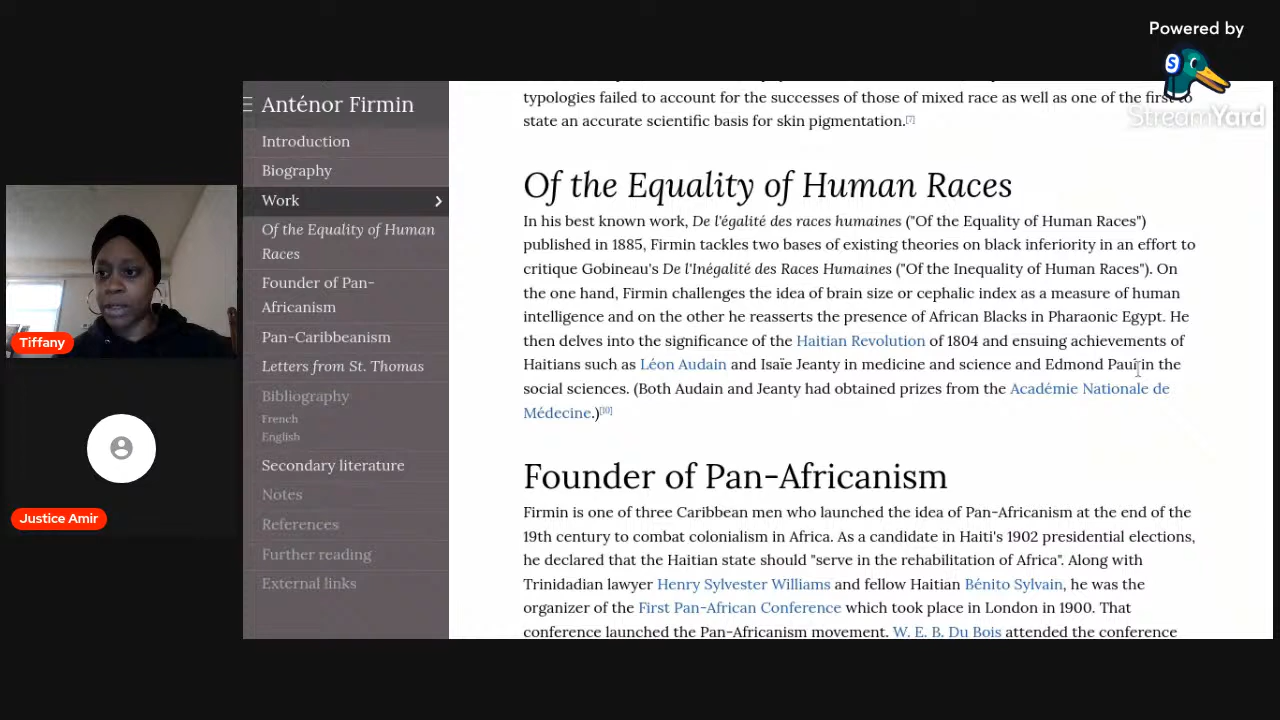 Powered by
StreamYard
Tiffany
Justice Amir
Anténor Firmin
Introduction
Biography
Work
Of the Equality of Human
Races
Founder of Pan-
Africanism
Pan-Caribbeanism
Letters from St. Thomas
Bibliography
French
English
Secondary literature
Notes
References
Further reading
External links
typologies failed to account for the successes of those of mixed race as well as one of the first to
state an accurate scientific basis for skin pigmentation.[7]
Of the Equality of Human Races
In his best known work, De l'égalité des races humaines ("Of the Equality of Human Races")
published in 1885, Firmin tackles two bases of existing theories on black inferiority in an effort to
critique Gobineau's De l'Inégalité des Races Humaines ("Of the Inequality of Human Races"). On
the one hand, Firmin challenges the idea of brain size or cephalic index as a measure of human
intelligence and on the other he reasserts the presence of African Blacks in Pharaonic Egypt. He
then delves into the significance of the Haitian Revolution of 1804 and ensuing achievements of
Haitians such as Léon Audain and Isaïe Jeanty in medicine and science and Edmond Paul in the
social sciences. (Both Audain and Jeanty had obtained prizes from the Académie Nationale de
Médecine.)[10]
Founder of Pan-Africanism
Firmin is one of three Caribbean men who launched the idea of Pan-Africanism at the end of the
19th century to combat colonialism in Africa. As a candidate in Haiti's 1902 presidential elections,
he declared that the Haitian state should "serve in the rehabilitation of Africa". Along with
Trinidadian lawyer Henry Sylvester Williams and fellow Haitian Bénito Sylvain, he was the
organizer of the First Pan-African Conference which took place in London in 1900. That
conference launched the Pan-Africanism movement. W. E. B. Du Bois attended the conference